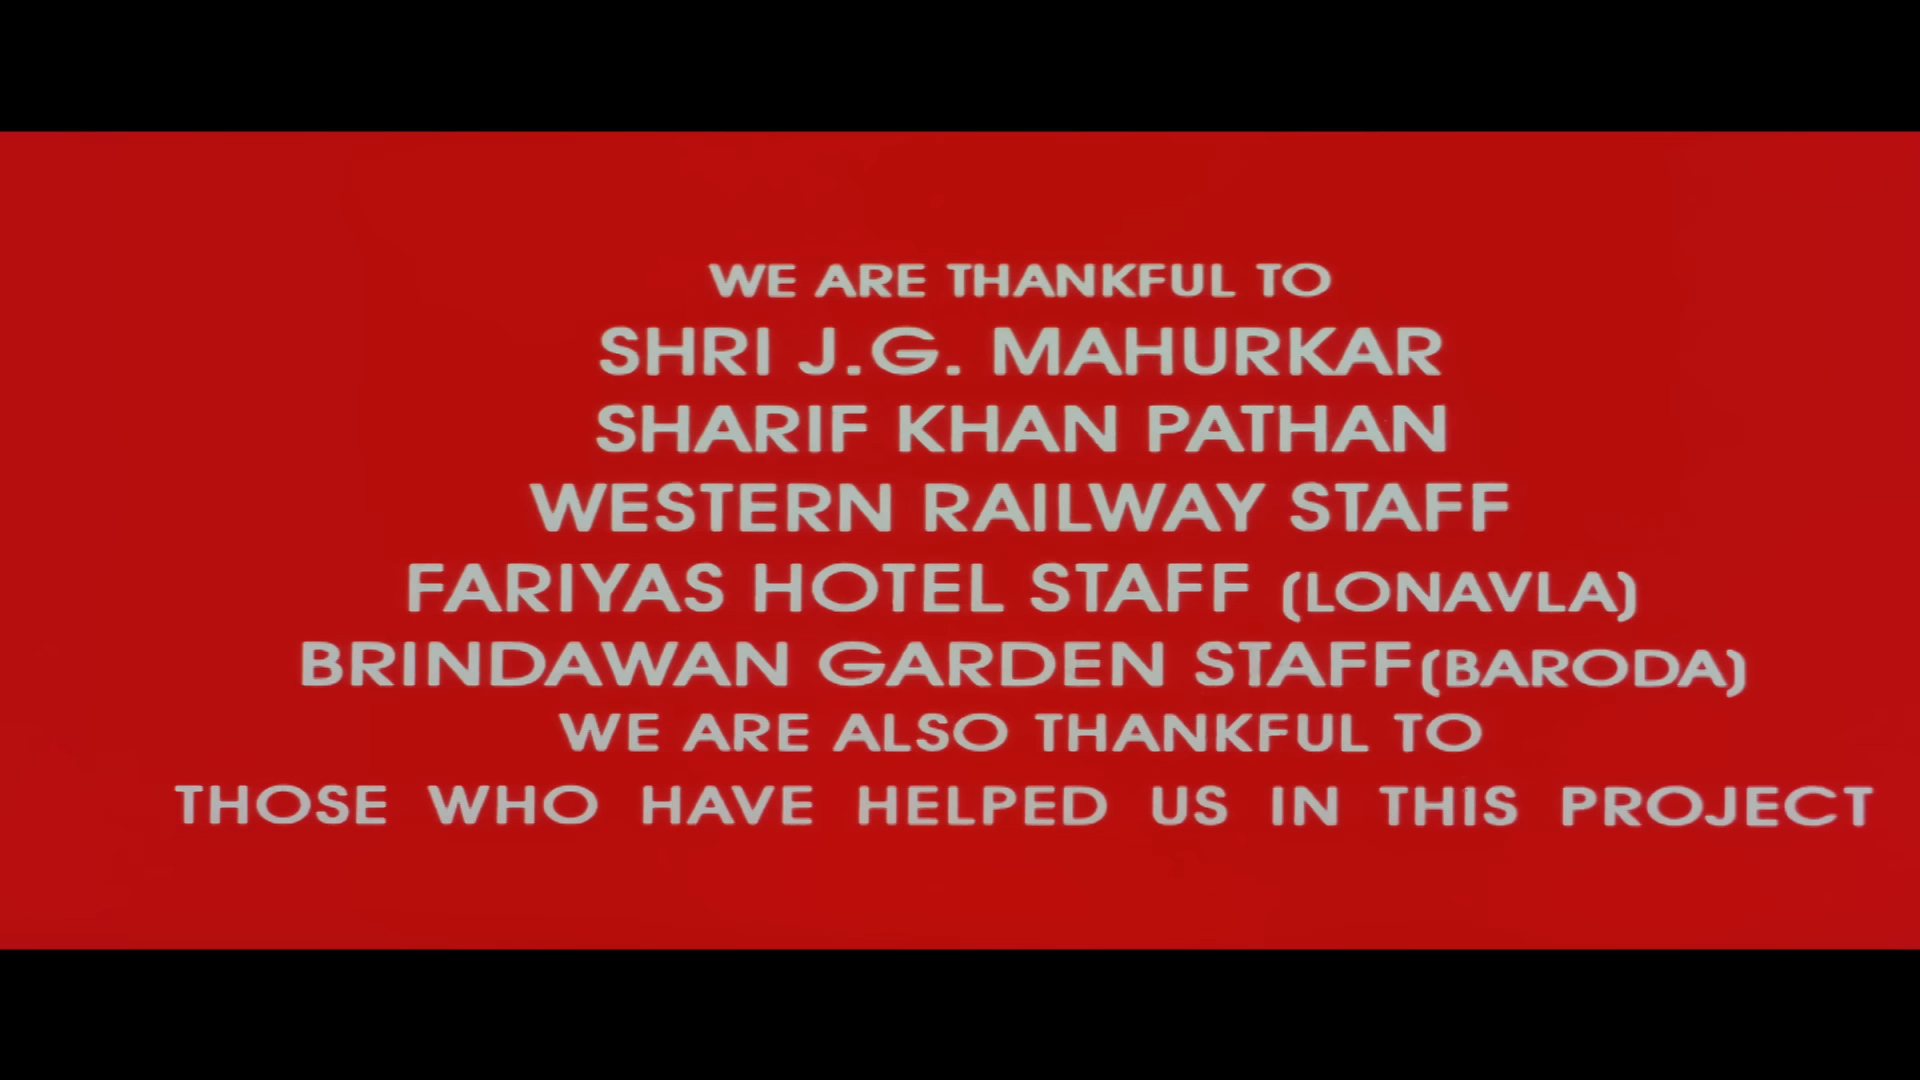 WE ARE THANKFUL TO
SHRI J.G. MAHURKAR
SHARIF KHAN PATHAN
WESTERN RAILWAY STAFF
FARIYAS HOTEL STAFF (LONAVLA)
BRINDAWAN GARDEN STAFF(BARODA)
WE ARE ALSO THANKFUL TO
THOSE WHO HAVE HELPED US IN THIS PROJECT